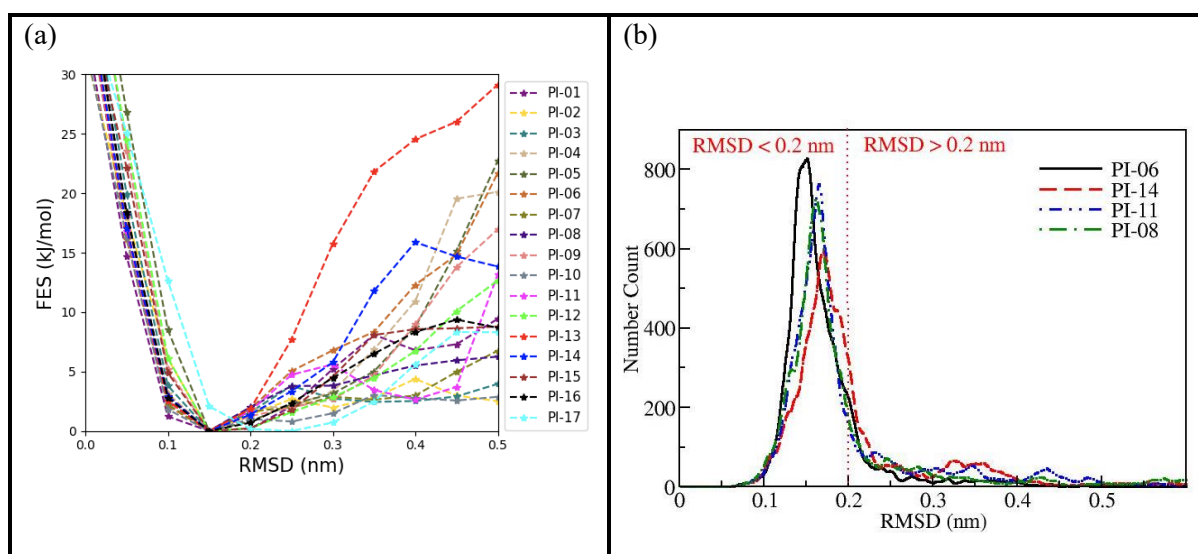 (a)
30
25
20
15
10
5
0
0.0 0.1 0.2 0.3 0.4 0.5
FES (kJ/mol)
RMSD (nm)
PI-01
PI-02
PI-03
PI-04
PI-05
PI-06
PI-07
PI-08
PI-09
PI-10
PI-11
PI-12
PI-13
PI-14
PI-15
PI-16
PI-17
(b)
RMSD < 0.2 nm RMSD > 0.2 nm
PI-06
PI-14
PI-11
PI-08
800
600
400
200
0
0 0.1 0.2 0.3 0.4 0.5
Number Count
RMSD (nm)